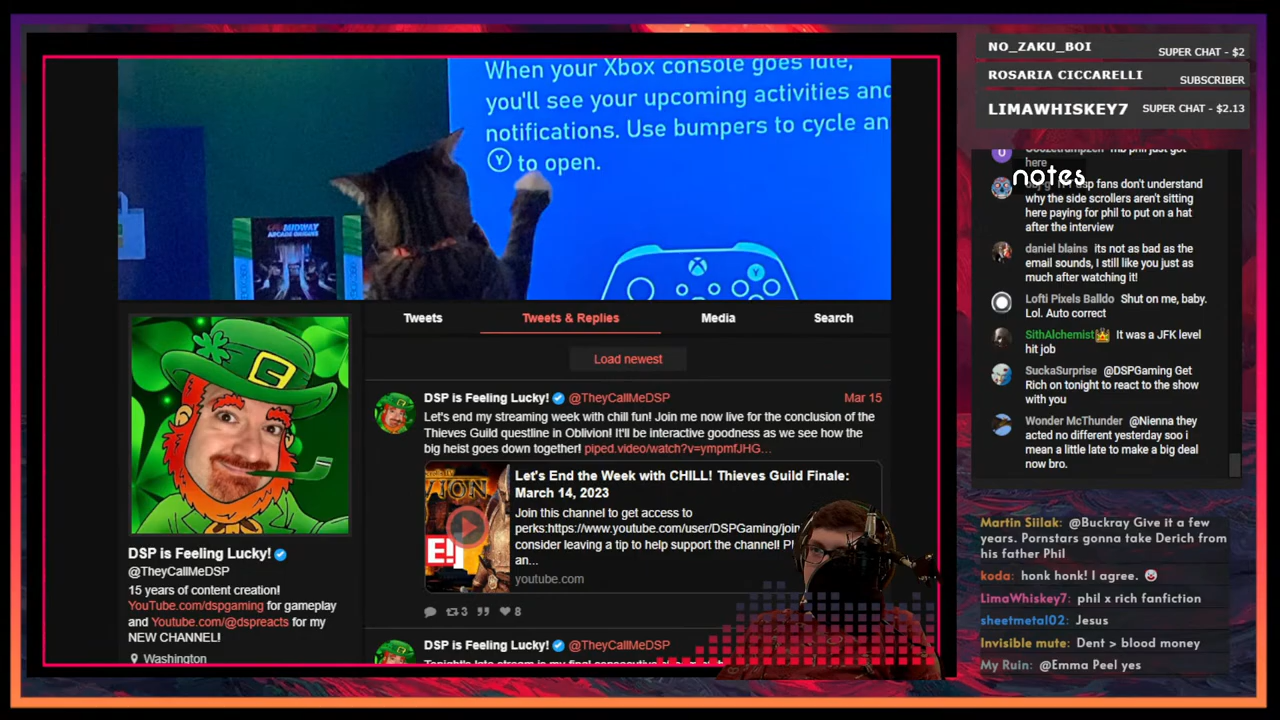 When your Xbox console goes idle,
you'll see your upcoming activities and
notifications. Use bumpers to cycle an
Y to open.
MIDWAY
ARCADE ORIGINS
Tweets
Tweets & Replies
Media
Search
Load newest
DSP is Feeling Lucky! @TheyCallMeDSP Mar 15
Let's end my streaming week with chill fun! Join me now live for the conclusion of the
Thieves Guild questline in Oblivion! It'll be interactive goodness as we see how the
big heist goes down together! piped.video/watch?v=ympmfJHG…
Let's End the Week with CHILL! Thieves Guild Finale:
March 14, 2023
Join this channel to get access to
perks:https://www.youtube.com/user/DSPGaming/join
consider leaving a tip to help support the channel! Pl
an...
youtube.com
E!
3
8
DSP is Feeling Lucky! @TheyCallMeDSP
DSP is Feeling Lucky!
@TheyCallMeDSP
15 years of content creation!
YouTube.com/dspgaming for gameplay
and Youtube.com/@dspreacts for my
NEW CHANNEL!
Washington
NO_ZAKU_BOI SUPER CHAT - $2
ROSARIA CICCARELLI SUBSCRIBER
LIMAWHISKEY7 SUPER CHAT - $2.13
notes
here
dsp fans don't understand
why the side scrollers aren't sitting
here paying for phil to put on a hat
after the interview
daniel blains its not as bad as the
email sounds, I still like you just as
much after watching it!
Lofti Pixels Balldo Shut on me, baby.
Lol. Auto correct
SithAlchemist It was a JFK level
hit job
SuckaSurprise @DSPGaming Get
Rich on tonight to react to the show
with you
Wonder McThunder @Nienna they
acted no different yesterday soo i
mean a little late to make a big deal
now bro.
Martin Siilak: @Buckray Give it a few
years. Pornstars gonna take Derich from
his father Phil
koda: honk honk! I agree. 🤡
LimaWhiskey7: phil x rich fanfiction
sheetmetal02: Jesus
Invisible mute: Dent > blood money
My Ruin: @Emma Peel yes